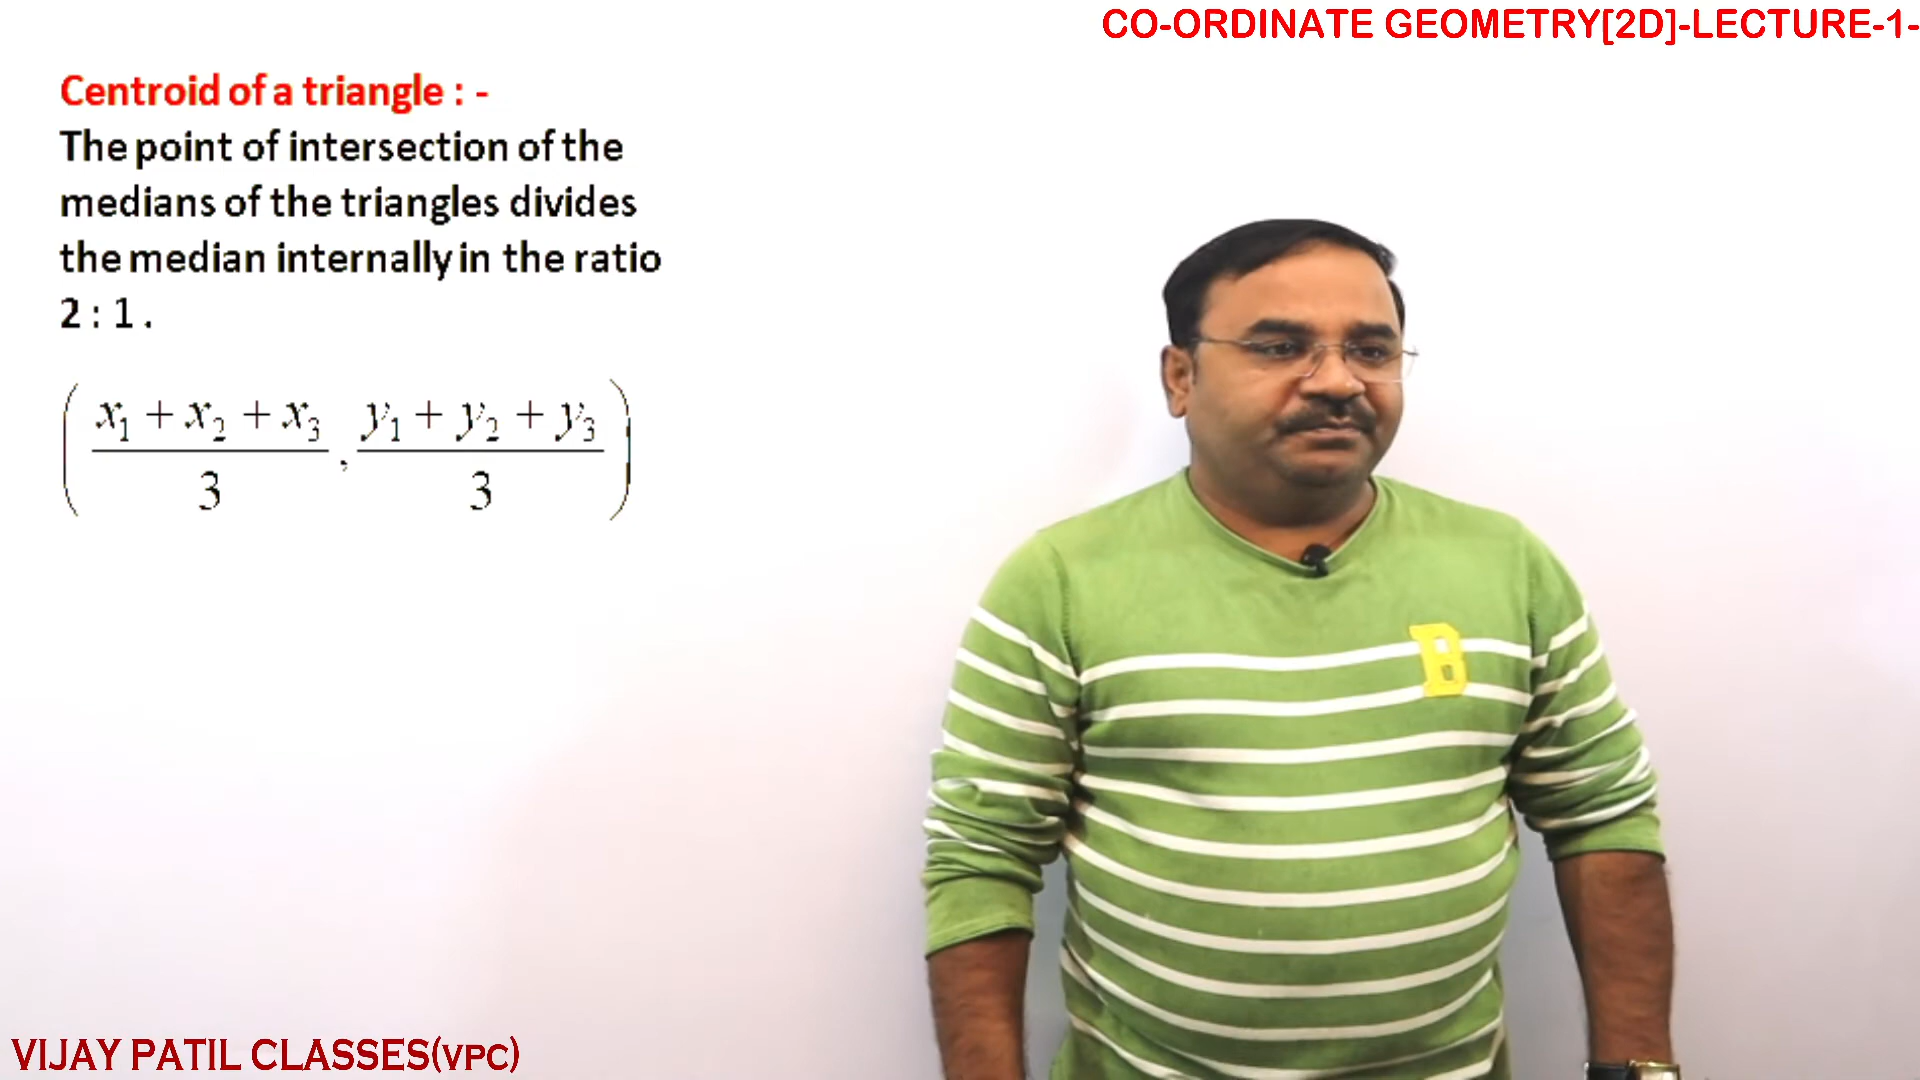 CO-ORDINATE GEOMETRY[2D]-LECTURE-1-
Centroid of a triangle : -
The point of intersection of the
medians of the triangles divides
the median internally in the ratio
2 : 1 .
( x₁ + x₂ + x₃ / 3 , y₁ + y₂ + y₃ / 3 )
B
VIJAY PATIL CLASSES(VPC)